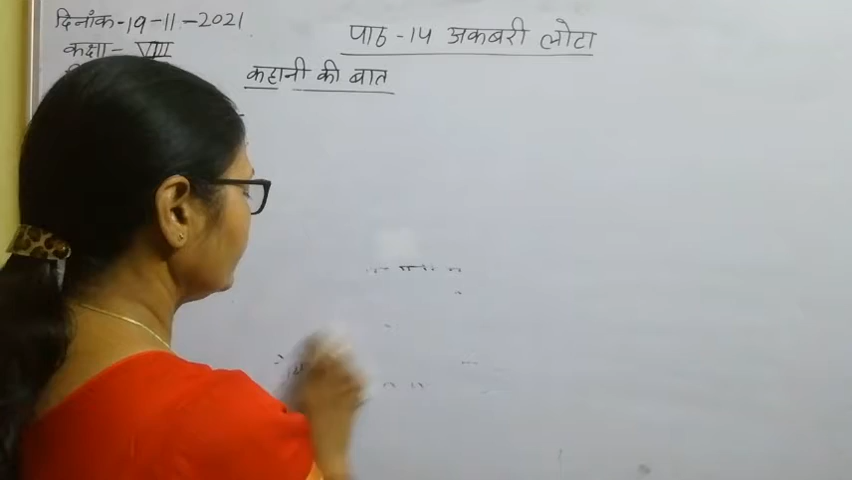 दिनांक-19-11-2021
पाठ-14 अकबरी लोटा
कक्षा- VIII
कहानी की बात